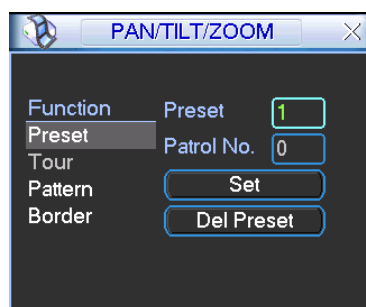 PAN/TILT/ZOOM
Function
Preset
Tour
Pattern
Border
Preset 1
Patrol No. 0
Set
Del Preset